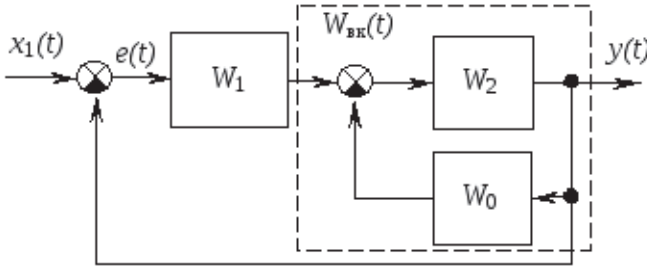 x₁(t)
e(t)
W₁
Wвк(t)
W₂
y(t)
W₀